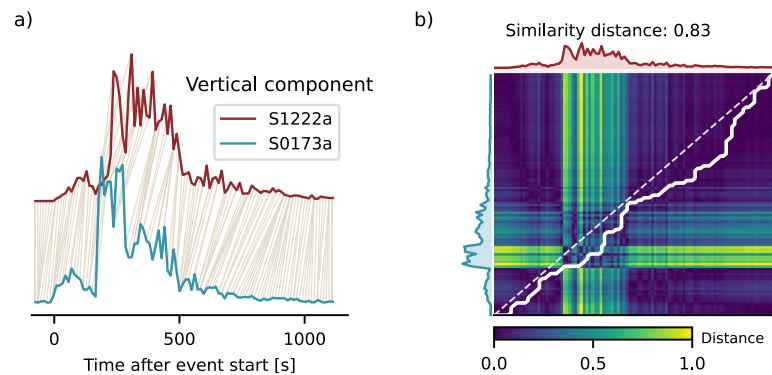 a)
Vertical component
S1222a
S0173a
0
500
1000
Time after event start [s]
b)
Similarity distance: 0,83
Distance
0.0
0.5
1.0